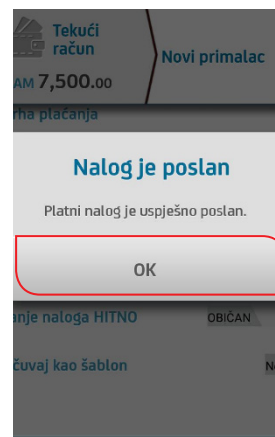 Tekući
račun
AM 7,500.00
Novi primalac
rha plaćanja
Nalog je poslan
Platni nalog je uspješno poslan.
OK
anje naloga HITNO
OBIČAN
čuvaj kao šablon